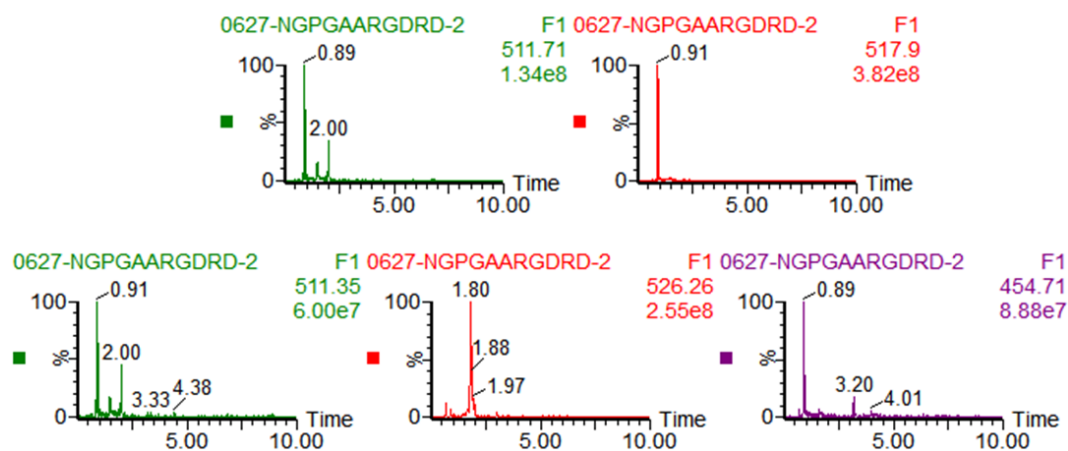 0627-NGPGAARGDRD-2 F1
511.71
1.34e8
0.89
100
2.00
%
0
5.00 10.00
Time
0627-NGPGAARGDRD-2 F1
517.9
3.82e8
0.91
100
%
0
5.00 10.00
Time
0627-NGPGAARGDRD-2 F1
511.35
6.00e7
0.91
100
2.00
3.33 4.38
%
0
5.00 10.00
Time
0627-NGPGAARGDRD-2 F1
526.26
2.55e8
1.80
100
1.88
1.97
%
0
5.00 10.00
Time
0627-NGPGAARGDRD-2 F1
454.71
8.88e7
0.89
100
3.20
4.01
%
0
5.00 10.00
Time